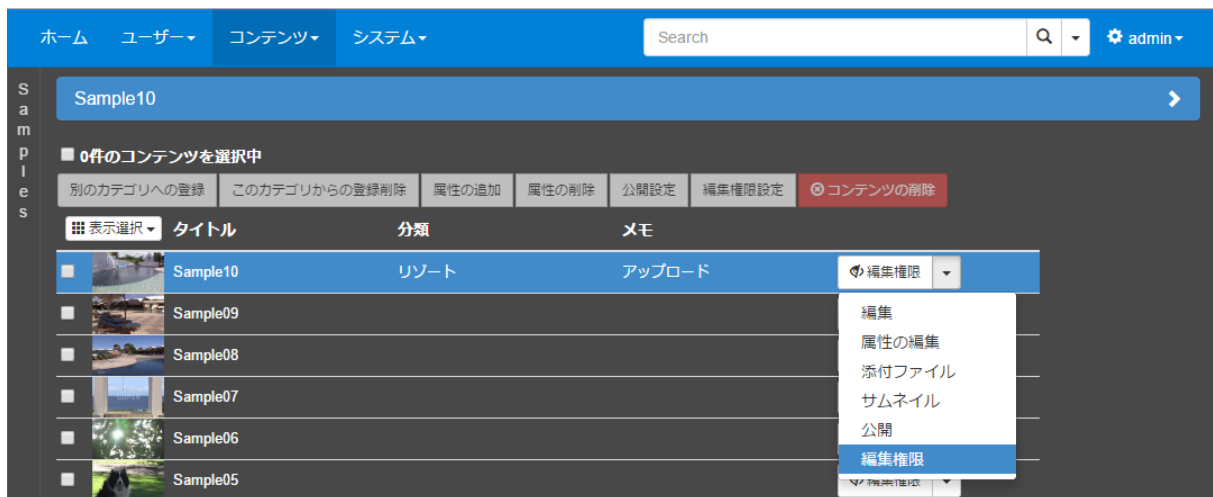 ホーム ユーザー コンテンツ システム Search admin
Samples
Sample10
0件のコンテンツを選択中
別のカテゴリへの登録 このカテゴリからの登録削除 属性の追加 属性の削除 公開設定 編集権限設定 コンテンツの削除
表示選択 タイトル 分類 メモ
Sample10 リゾート アップロード 編集権限
Sample09
Sample08
Sample07
Sample06
Sample05 編集権限
編集
属性の編集
添付ファイル
サムネイル
公開
編集権限